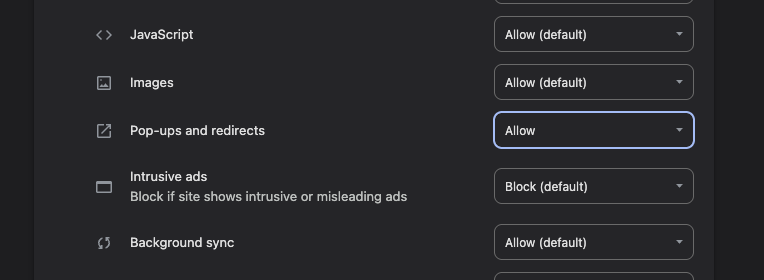 JavaScript
Allow (default)
Images
Allow (default)
Pop-ups and redirects
Allow
Intrusive ads
Block if site shows intrusive or misleading ads
Block (default)
Background sync
Allow (default)